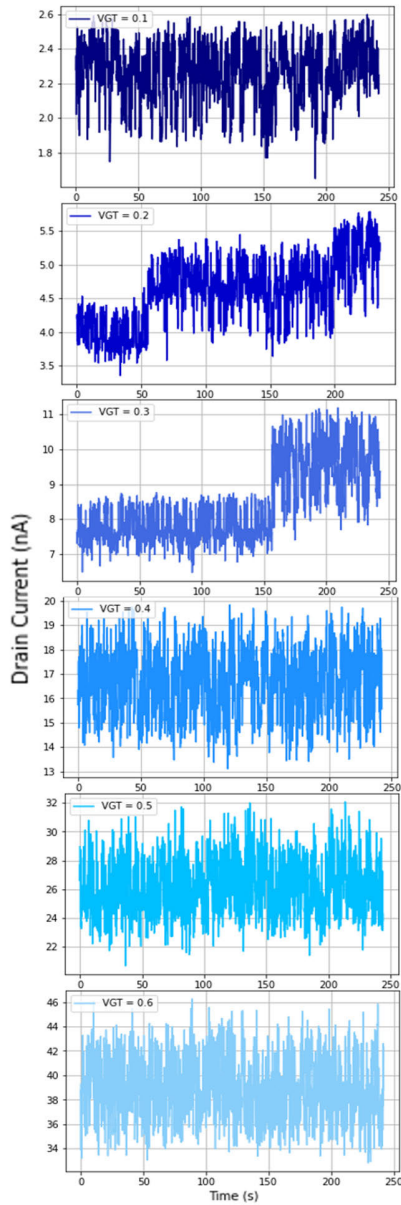 Drain Current (nA)
VGT = 0.1
2.6
2.4
2.2
2.0
1.8
0 50 100 150 200 250
VGT = 0.2
5.5
5.0
4.5
4.0
3.5
0 50 100 150 200
VGT = 0.3
11
10
9
8
7
0 50 100 150 200 250
VGT = 0.4
20
19
18
17
16
15
14
13
0 50 100 150 200 250
VGT = 0.5
32
30
28
26
24
22
0 50 100 150 200 250
VGT = 0.6
46
44
42
40
38
36
34
0 50 100 150 200 250
Time (s)